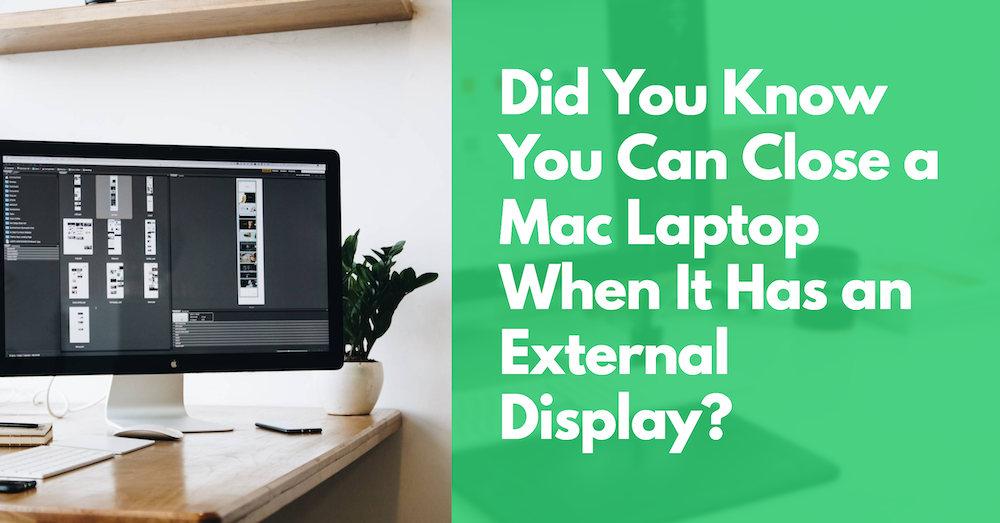 Did You Know
You Can Close a
Mac Laptop
When It Has an
External
Display?